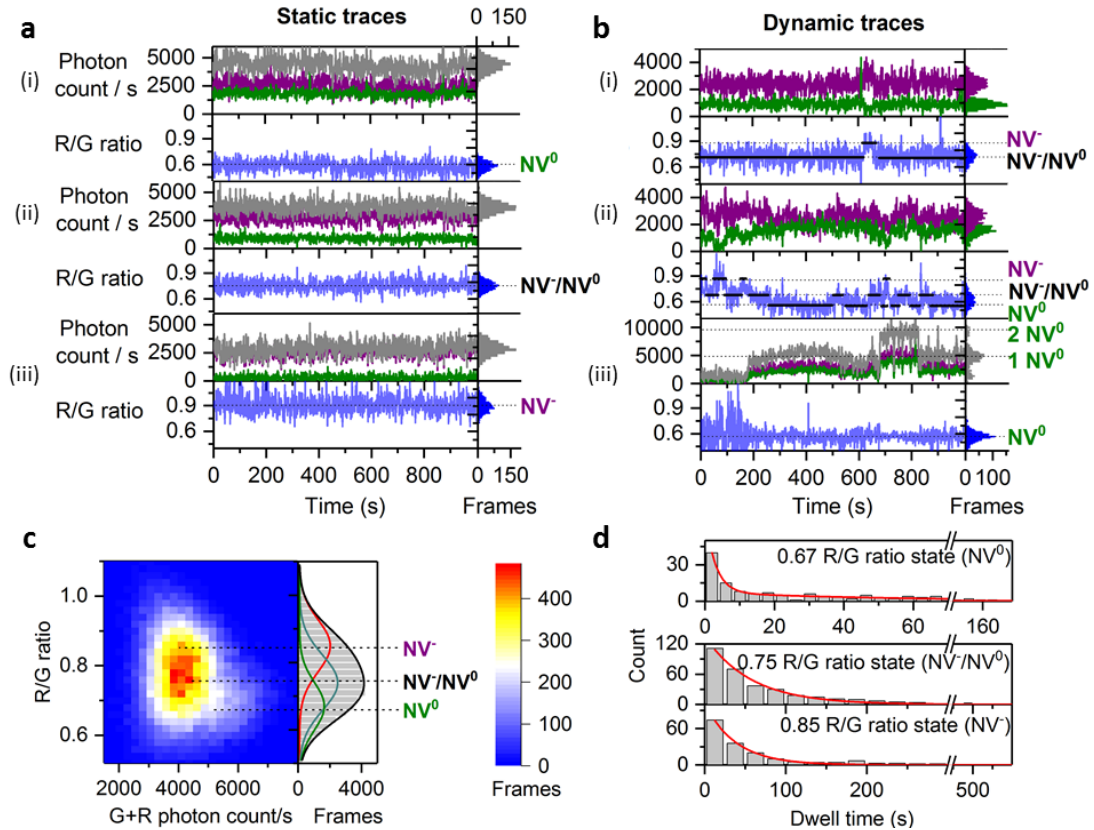 a
Static traces
0 150
(i)
Photon
count / s
5000
2500
0
R/G ratio
0.9
0.6
NV⁰
(ii)
Photon
count / s
5000
2500
0
R/G ratio
0.9
0.6
NV⁻/NV⁰
(iii)
Photon
count / s
5000
2500
0
R/G ratio
0.9
0.6
NV⁻
0 200 400 600 800 0 150
Time (s) Frames
b
Dynamic traces
(i)
4000
2000
0
0.9
0.6
NV⁻
NV⁻/NV⁰
(ii)
4000
2000
0
0.9
0.6
NV⁻
NV⁻/NV⁰
NV⁰
(iii)
10000
5000
0
2 NV⁰
1 NV⁰
0.9
0.6
NV⁰
0 200 400 600 800 0 100
Time (s) Frames
c
R/G ratio
1.0
0.8
0.6
NV⁻
NV⁻/NV⁰
NV⁰
2000 4000 6000 0 4000
G+R photon count/s Frames
400
300
200
100
0
Frames
d
Count
30
0
0.67 R/G ratio state (NV⁰)
0 20 40 60 160
120
60
0
0.75 R/G ratio state (NV⁻/NV⁰)
60
0
0.85 R/G ratio state (NV⁻)
0 100 200 500
Dwell time (s)